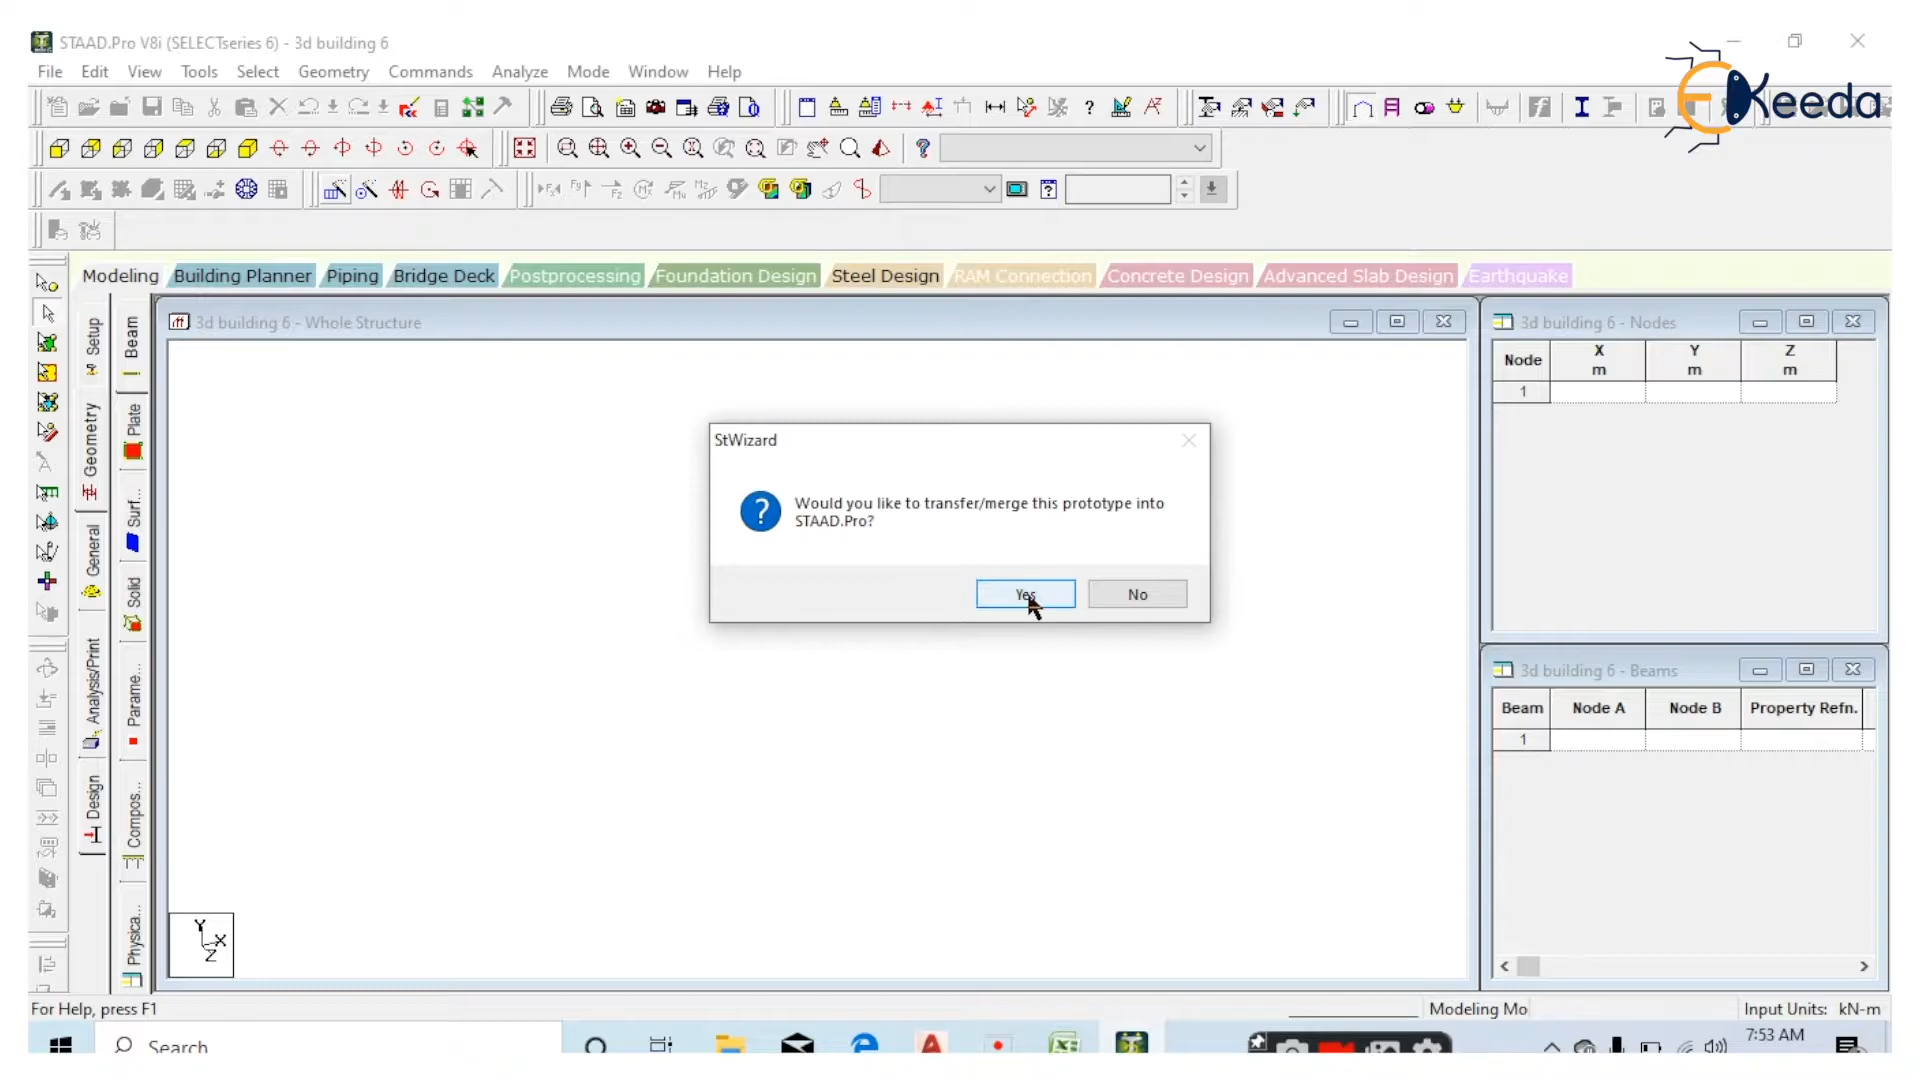 STAAD.Pro V8i (SELECTseries 6) - 3d building 6
File Edit View Tools Select Geometry Commands Analyze Mode Window Help
EKeeda
Modeling Building Planner Piping Bridge Deck Postprocessing Foundation Design Steel Design RAM Connection Concrete Design Advanced Slab Design Earthquake
Setup
Geometry
General
Analysis/Print
Design
Beam
Plate
Surf...
Solid
Parame...
Compos...
Physica...
3d building 6 - Whole Structure
Y
X
Z
StWizard
Would you like to transfer/merge this prototype into
STAAD.Pro?
Yes No
3d building 6 - Nodes
Node X m Y m Z m
1
3d building 6 - Beams
Beam Node A Node B Property Refn.
1
For Help, press F1
Modeling Mo
Input Units: kN-m
Search
7:53 AM